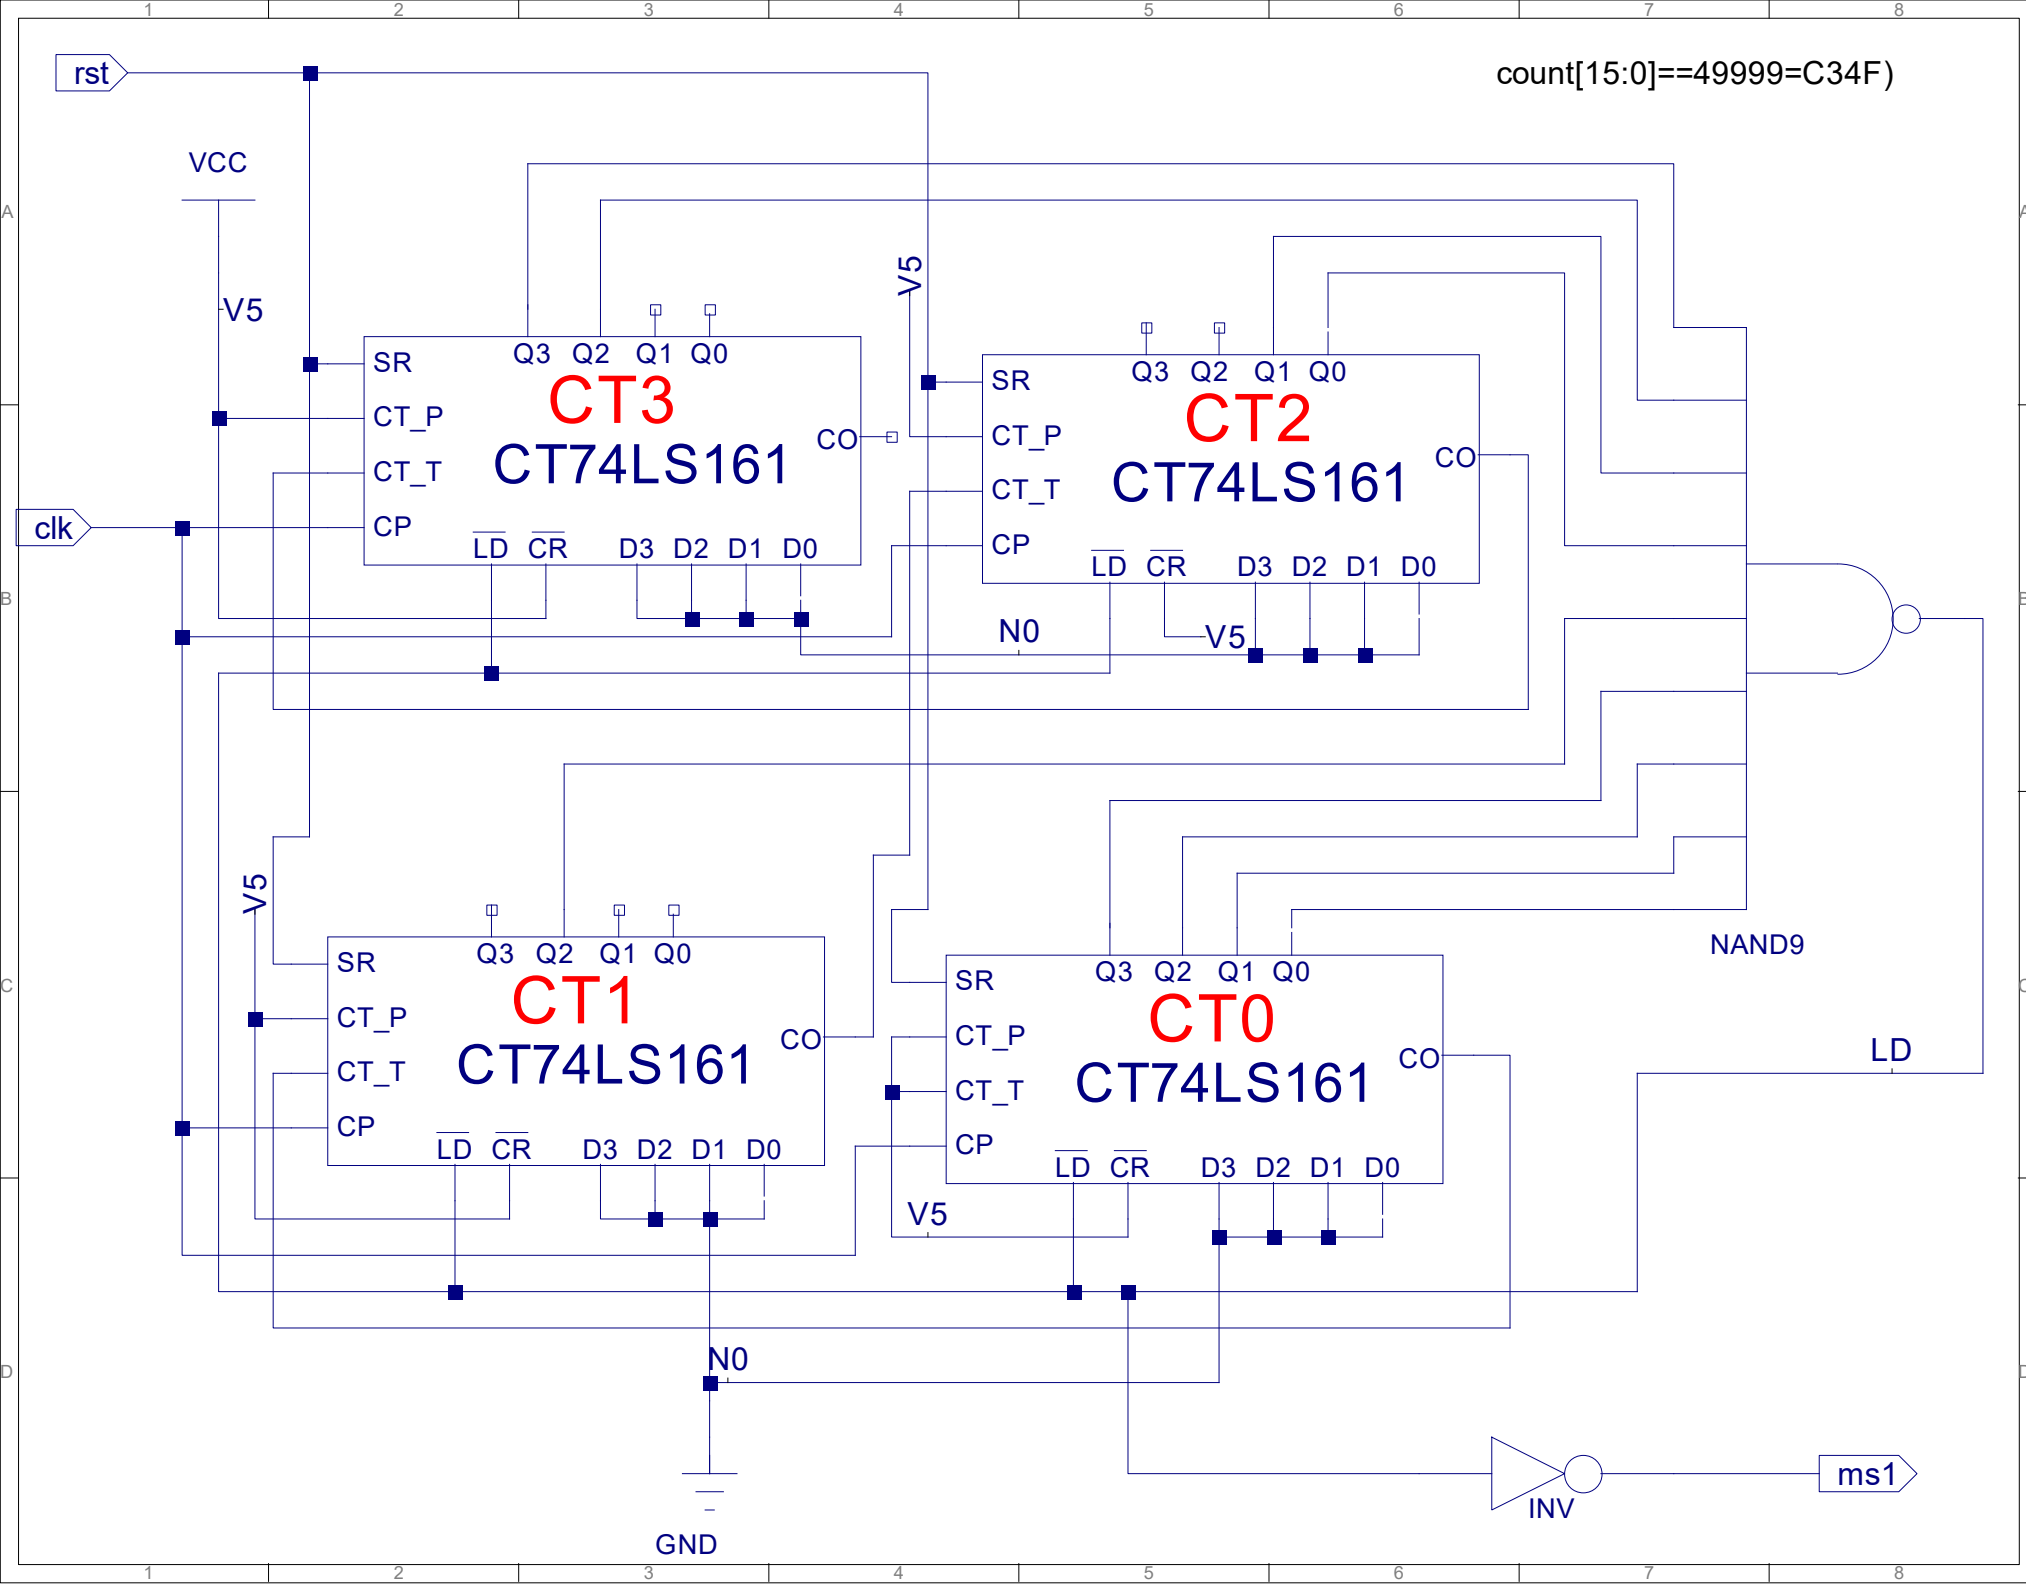 1 2 3 4 5 6 7 8
rst
count[15:0]==49999=C34F)
VCC
A
A
V5
V5
Q3 Q2 Q1 Q0
SR
CT3
CT_P
CT74LS161
CO
CT_T
CP
LD CR D3 D2 D1 D0
Q3 Q2 Q1 Q0
SR
CT2
CT_P
CT74LS161
CO
CT_T
CP
LD CR D3 D2 D1 D0
clk
B
B
N0
V5
V5
Q3 Q2 Q1 Q0
SR
CT1
CT_P
CT74LS161
CO
CT_T
CP
LD CR D3 D2 D1 D0
Q3 Q2 Q1 Q0
SR
CT0
CT_P
CT74LS161
CO
CT_T
CP
LD CR D3 D2 D1 D0
NAND9
C
C
LD
V5
N0
D
D
GND
INV
ms1
1 2 3 4 5 6 7 8